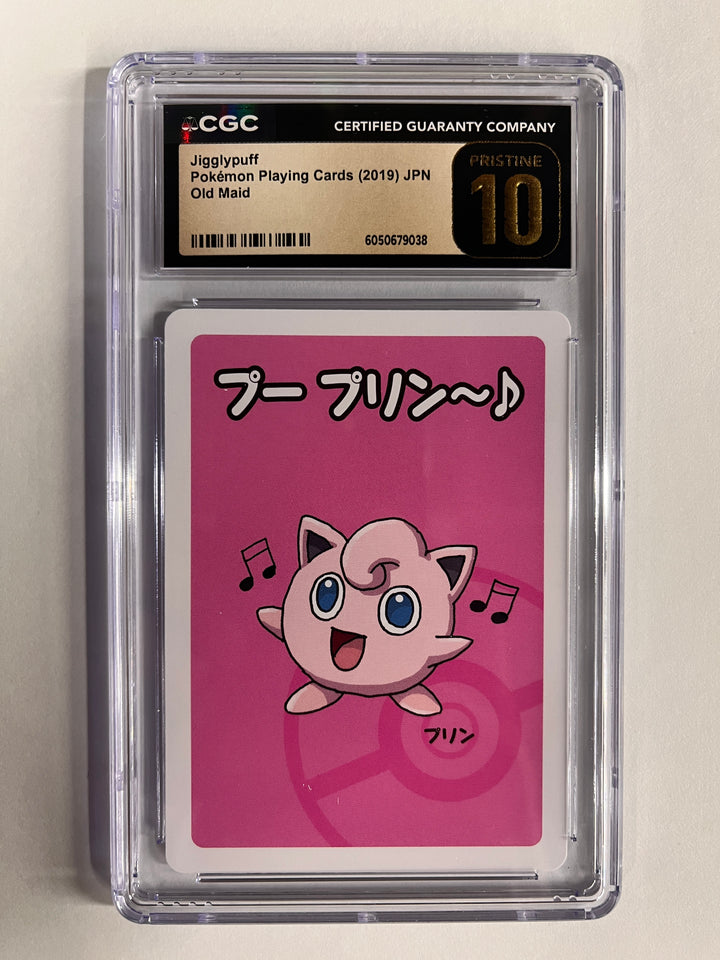 CGC
CERTIFIED GUARANTY COMPANY
Jigglypuff
Pokémon Playing Cards (2019) JPN
Old Maid
PRISTINE
10
6050679038
プー プリン～♪
プリン